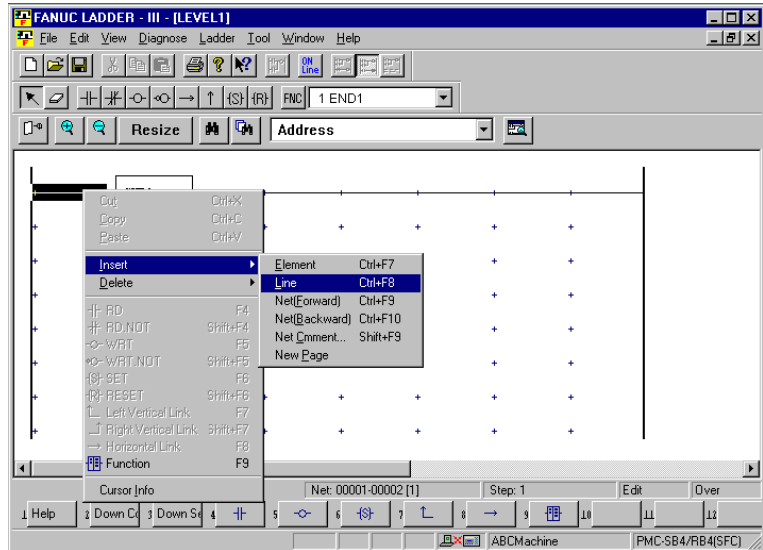 FANUC LADDER - III - [LEVEL1]
File Edit View Diagnose Ladder Tool Window Help
ON Line
{S} {R} FNC 1 END1
Resize Address
Cut Ctrl+X
Copy Ctrl+C
Paste Ctrl+V
Insert
Delete
RD F4
RD.NOT Shift+F4
WRT F5
WRT.NOT Shift+F5
{S} SET F6
{R} RESET Shift+F6
Left Vertical Link F7
Right Vertical Link Shift+F7
Horizontal Link F8
Function F9
Cursor Info
Element Ctrl+F7
Line Ctrl+F8
Net(Forward) Ctrl+F9
Net(Backward) Ctrl+F10
Net Cmment... Shift+F9
New Page
Net: 00001-00002 [1] Step: 1 Edit Over
1 Help 2 Down Co 3 Down Se 4 5 6 {S} 7 8 9 10 11 12
ABCMachine PMC-SB4/RB4(SFC)